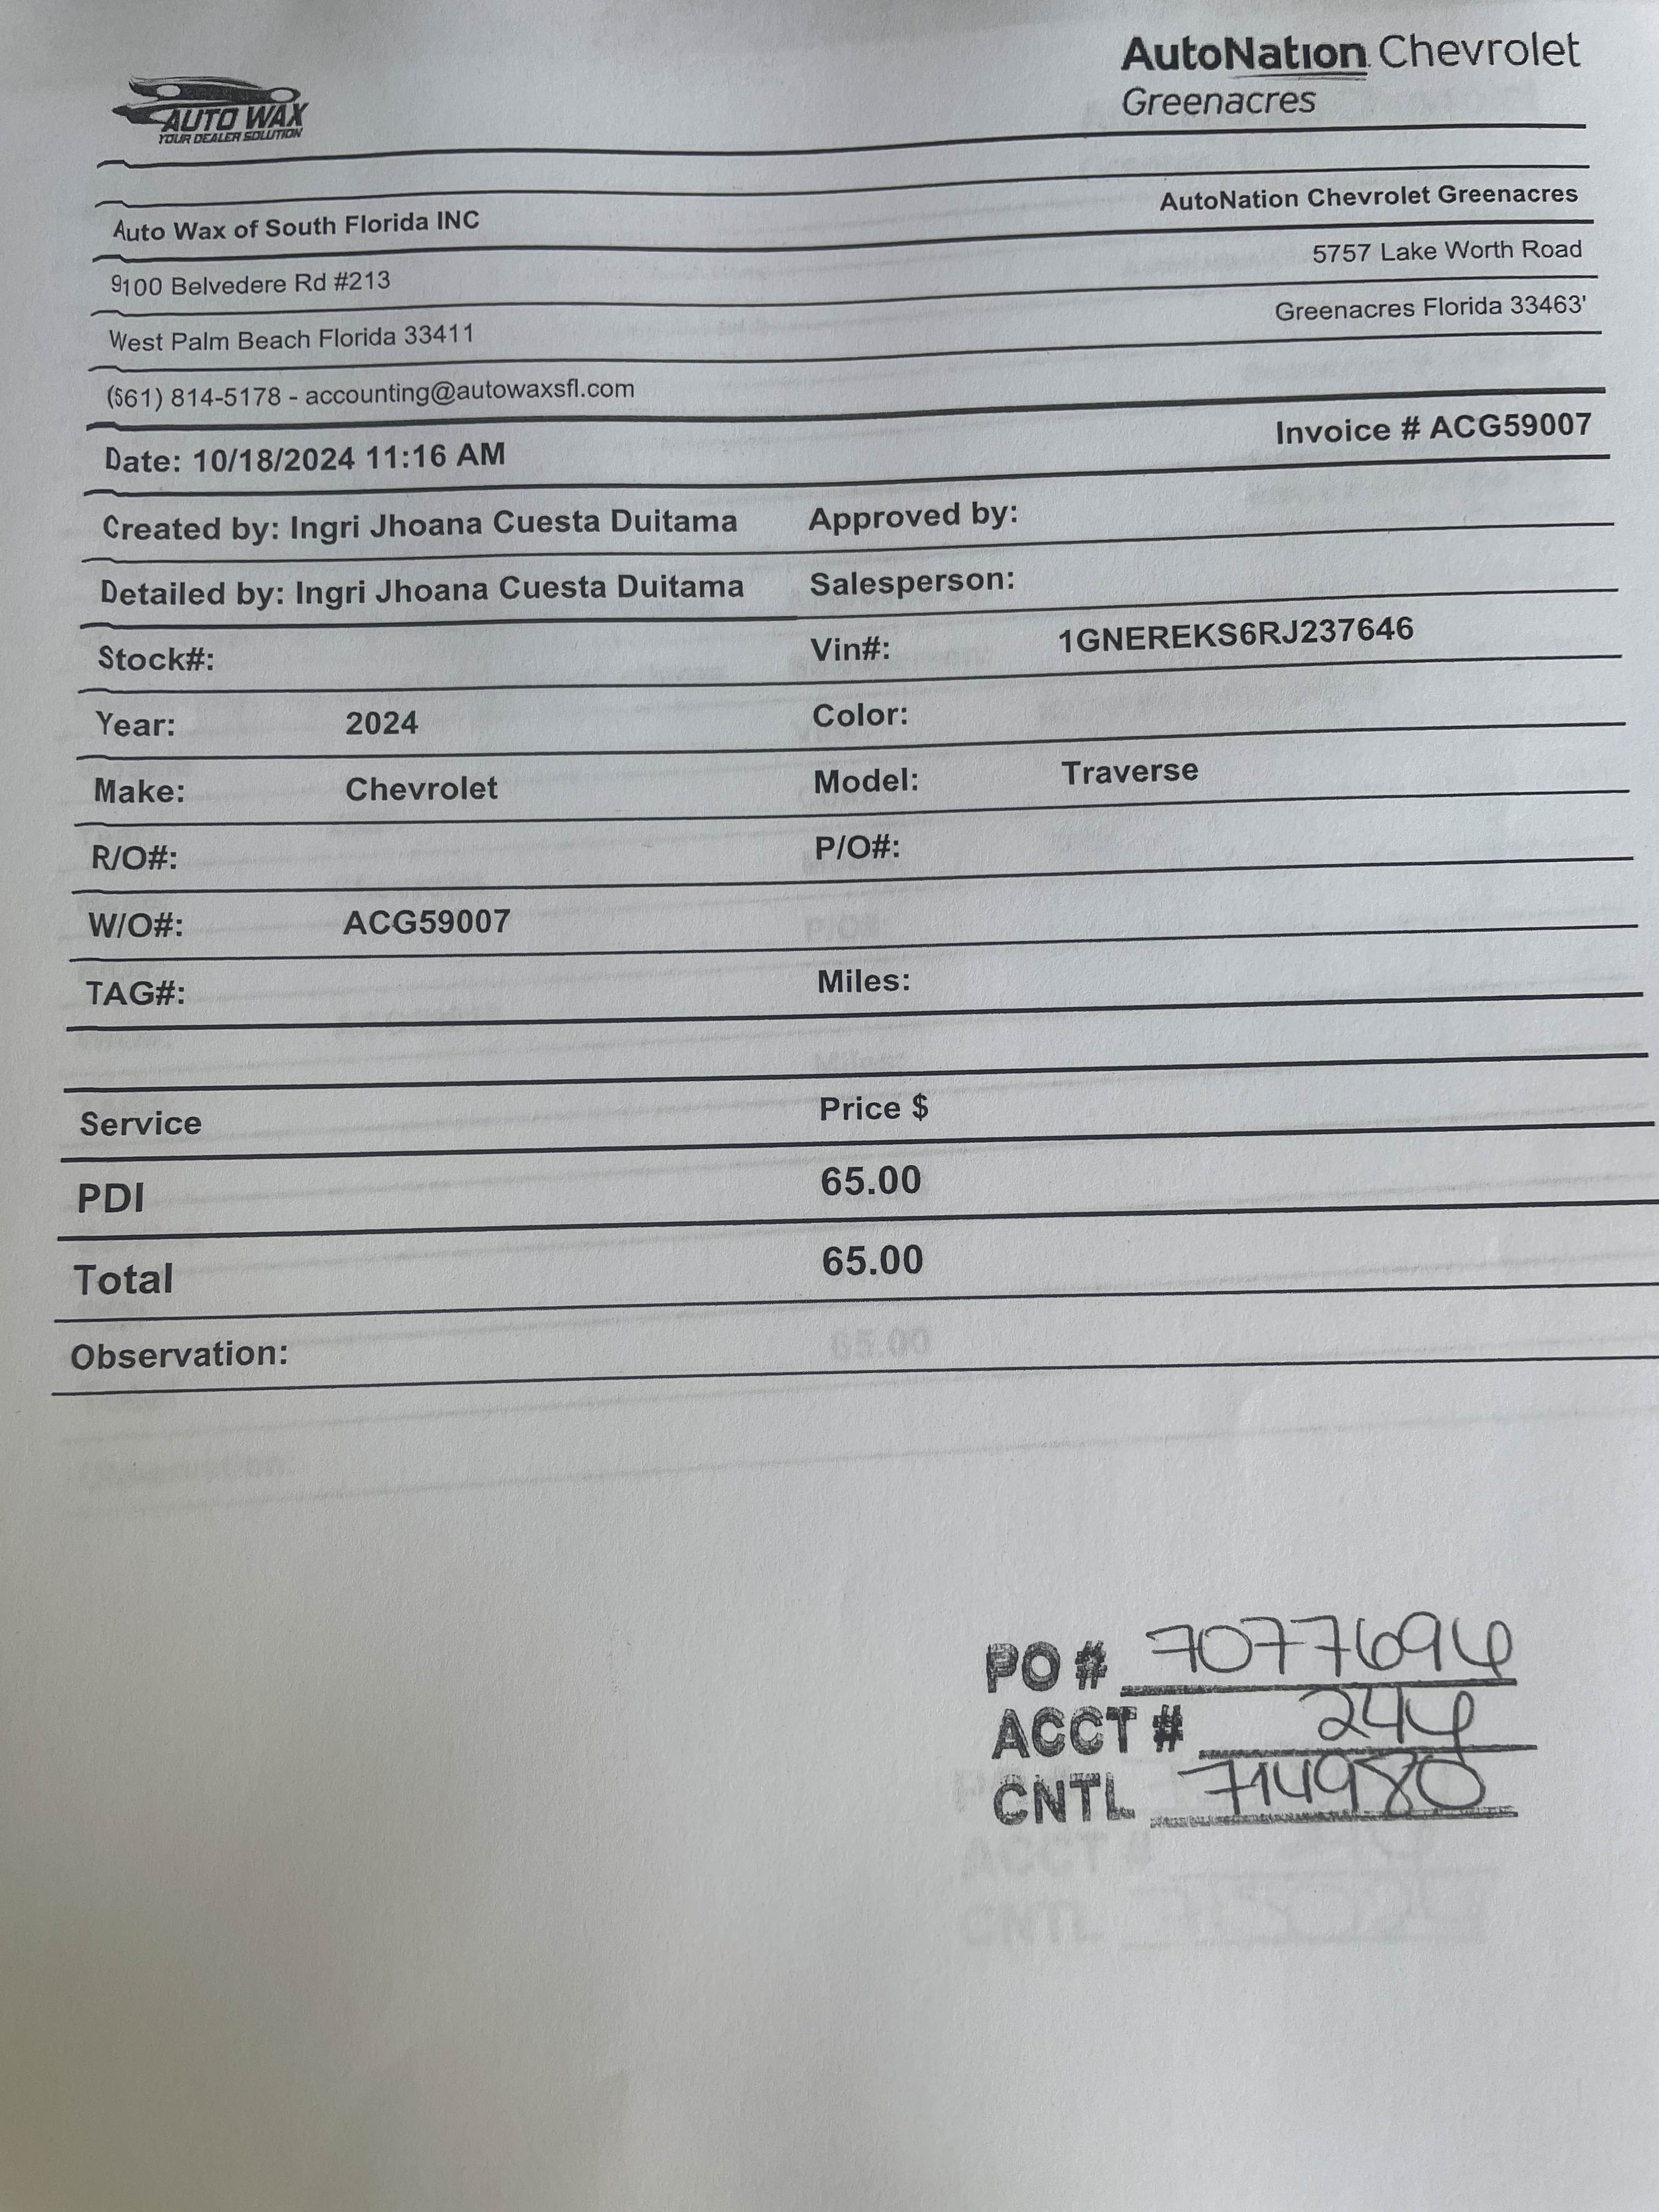 AUTO WAX
YOUR DEALER SOLUTION
AutoNation Chevrolet
Greenacres
Auto Wax of South Florida INC AutoNation Chevrolet Greenacres
9100 Belvedere Rd #213 5757 Lake Worth Road
West Palm Beach Florida 33411 Greenacres Florida 33463'
(561) 814-5178 - accounting@autowaxsfl.com
Date: 10/18/2024 11:16 AM Invoice # ACG59007
Created by: Ingri Jhoana Cuesta Duitama Approved by:
Detailed by: Ingri Jhoana Cuesta Duitama Salesperson:
Stock#: Vin#: 1GNEREKS6RJ237646
Year: 2024 Color:
Make: Chevrolet Model: Traverse
R/O#: P/O#:
W/O#: ACG59007
TAG#: Miles:
Service Price $
PDI 65.00
Total 65.00
Observation:
PO #
ACCT #
CNTL 714980